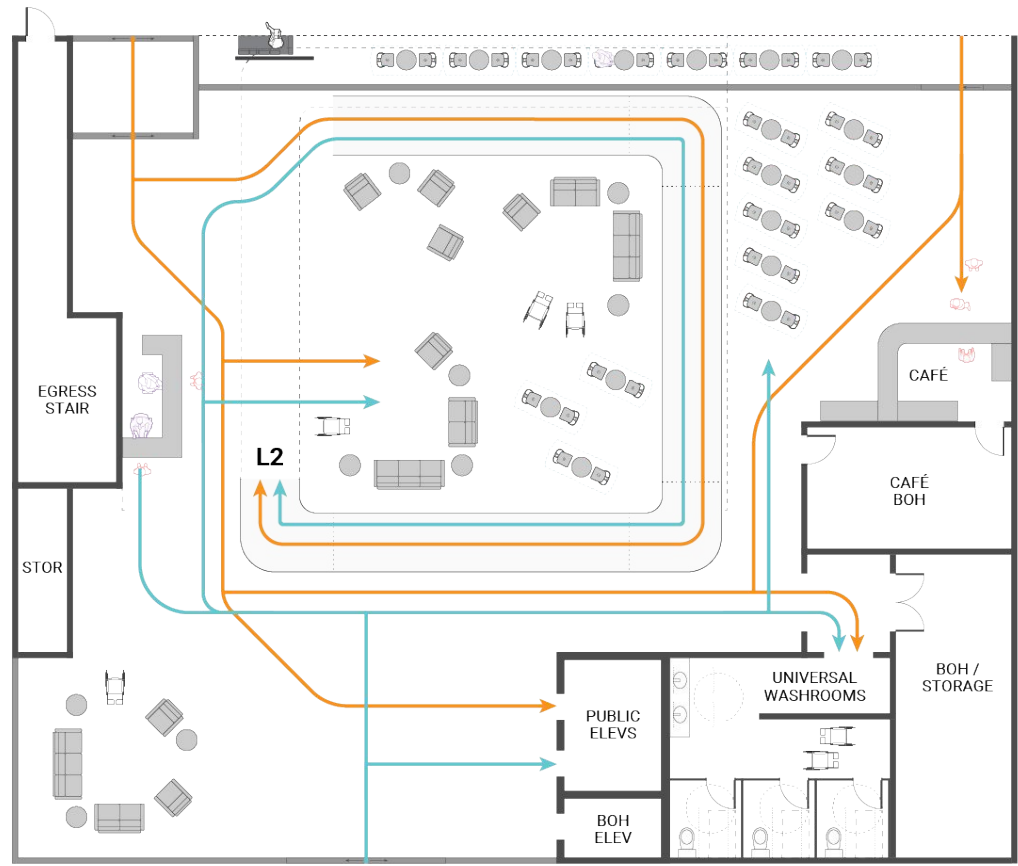 EGRESS
STAIR
CAFÉ
L2
CAFÉ
BOH
STOR
UNIVERSAL
WASHROOMS
BOH /
STORAGE
PUBLIC
ELEVS
BOH
ELEV